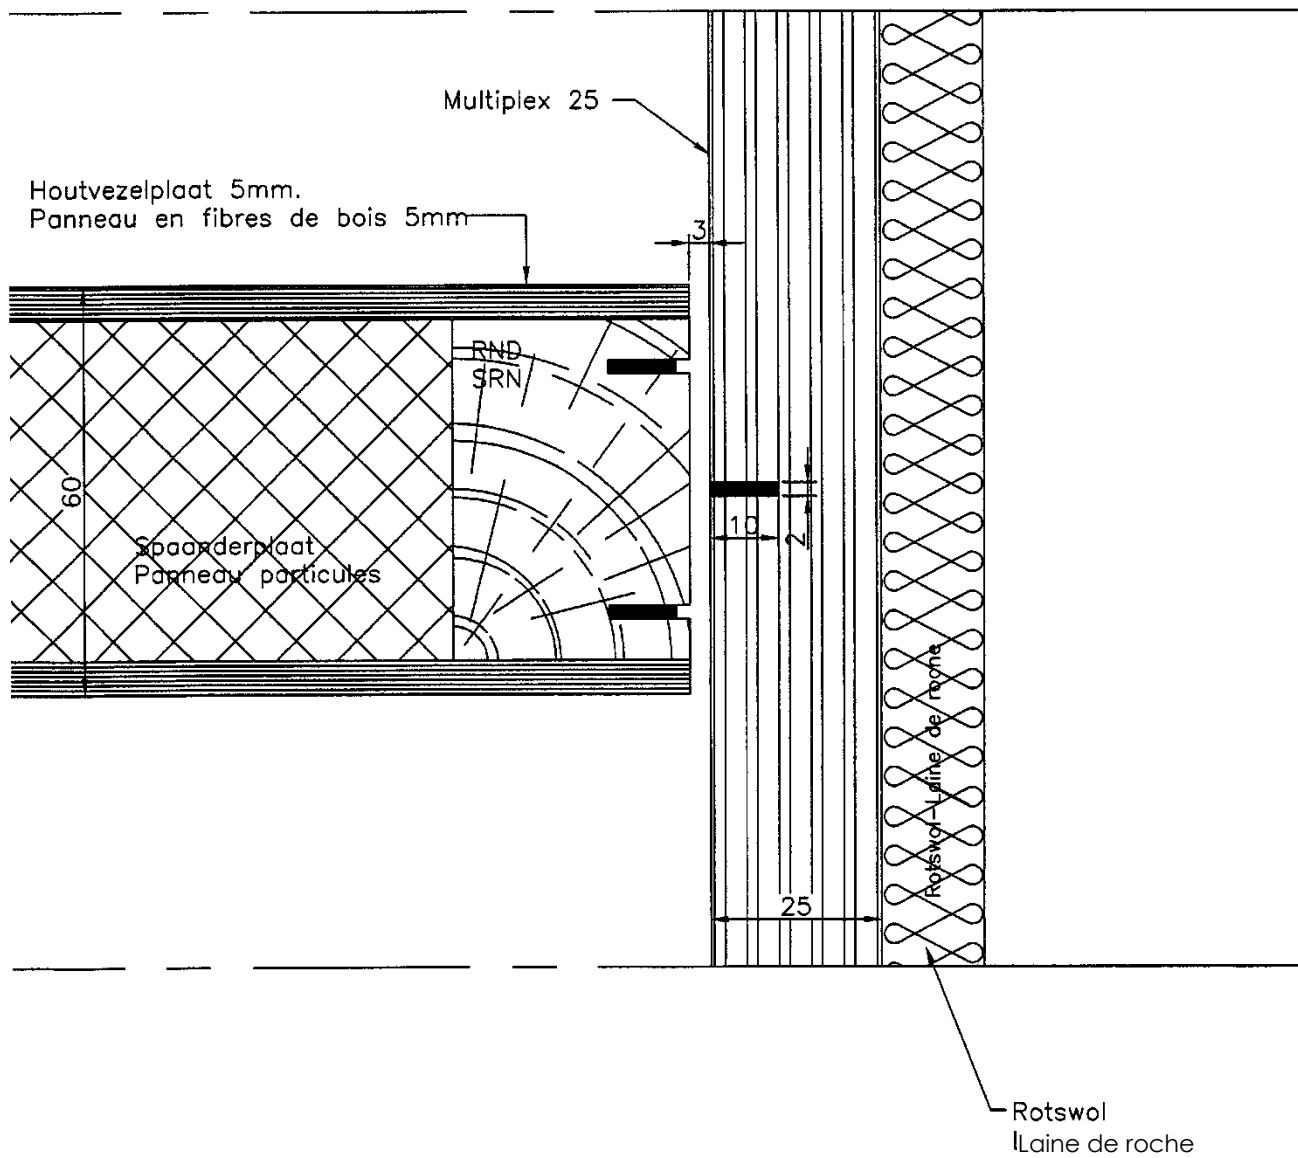 Multiplex 25
Houtvezelplaat 5mm.
Panneau en fibres de bois 5mm
3
RND
SRN
60
10
2
Spaanderplaat
Panneau particules
Rotswol-Laine de roche
25
Rotswol
Laine de roche